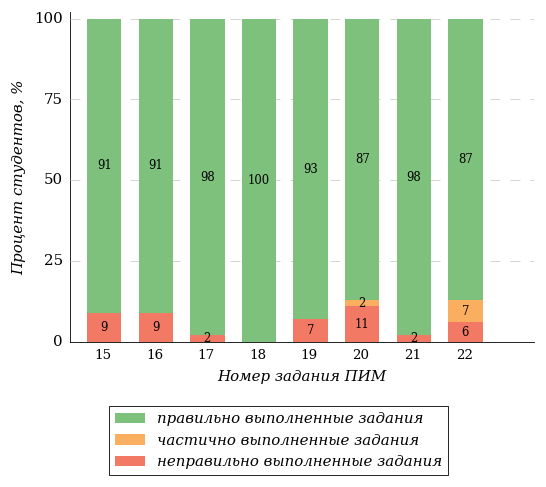 100
75
50
25
0
Процент студентов, %
91 91 98 100 93 87 98 87
2 7
9 9 2 7 11 2 6
15 16 17 18 19 20 21 22
Номер задания ПИМ
правильно выполненные задания
частично выполненные задания
неправильно выполненные задания